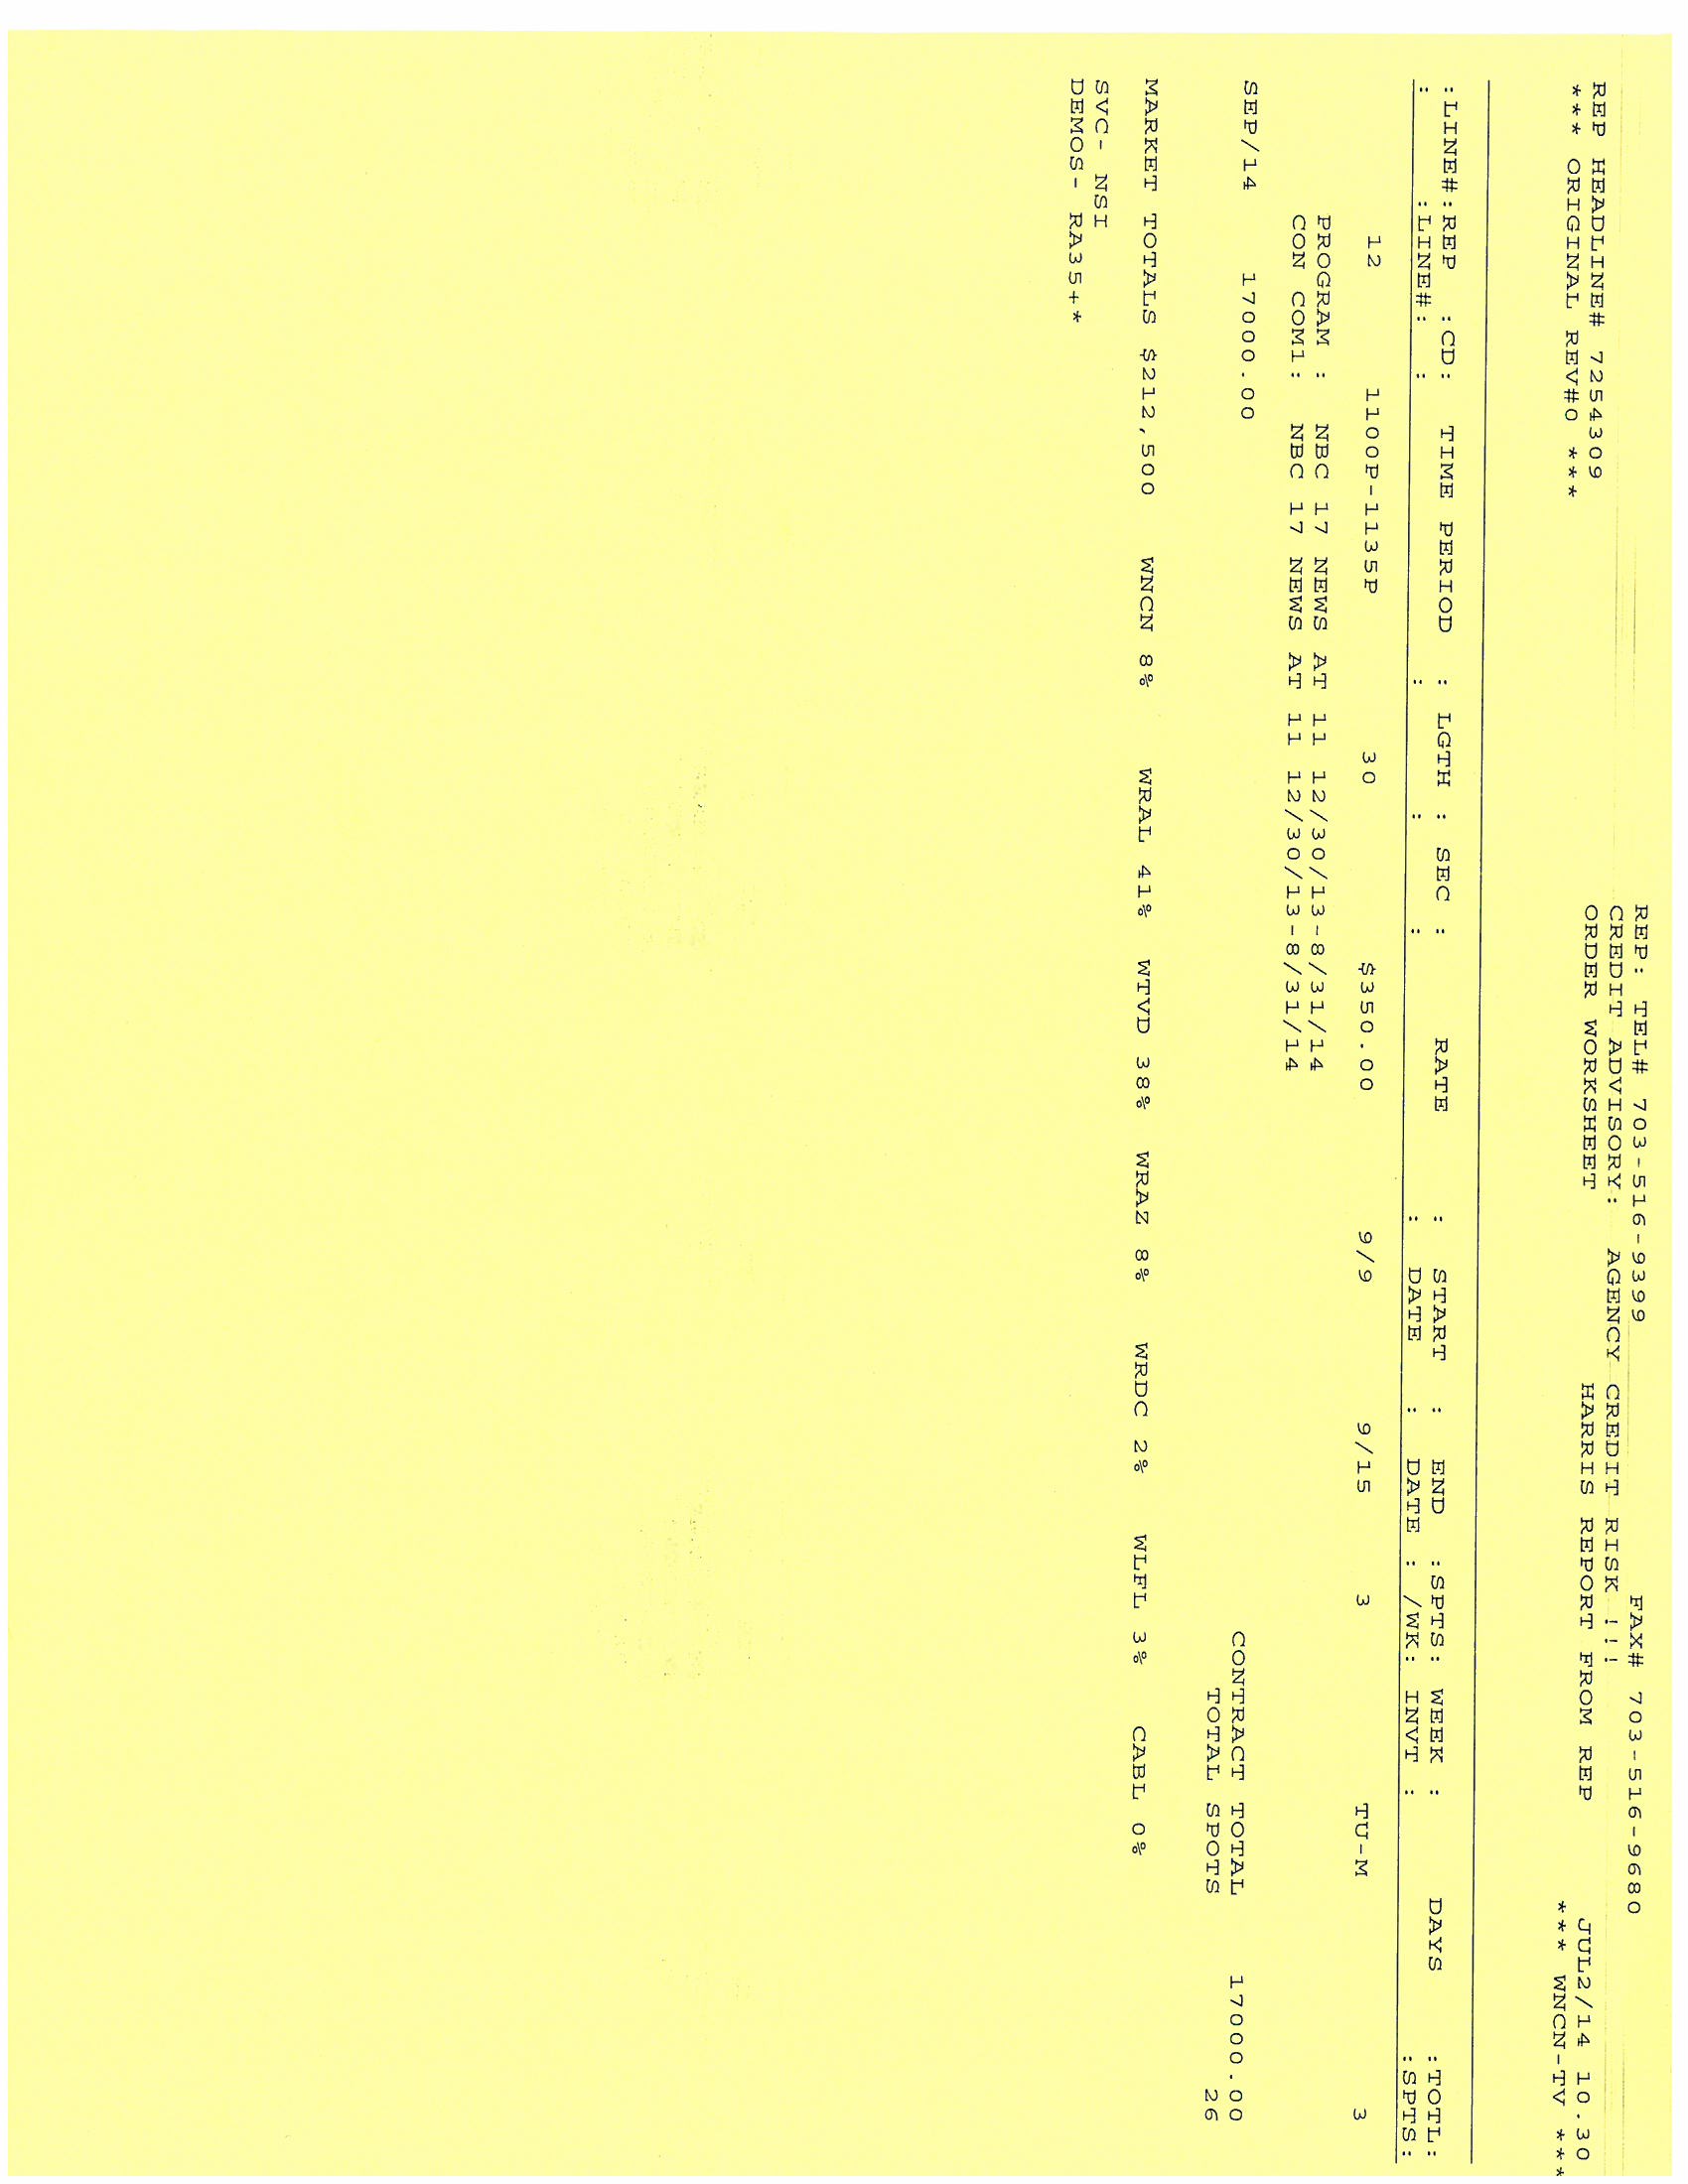 REP: TEL# 703-516-9399 FAX# 703-516-9680
CREDIT ADVISORY: AGENCY CREDIT RISK !!!
REP HEADLINE# 7254309 ORDER WORKSHEET HARRIS REPORT FROM REP JUL2/14 10.30
*** ORIGINAL REV#0 *** *** WNCN-TV ***
:LINE#:REP :CD: TIME PERIOD : LGTH : SEC : RATE : START : END :SPTS: WEEK : DAYS :TOTL:
: :LINE#: : : : : : DATE : DATE : /WK: INVT : :SPTS:
12 1100P-1135P 30 $350.00 9/9 9/15 3 TU-M 3
PROGRAM : NBC 17 NEWS AT 11 12/30/13-8/31/14
CON COM1: NBC 17 NEWS AT 11 12/30/13-8/31/14
SEP/14 17000.00 CONTRACT TOTAL 17000.00
TOTAL SPOTS 26
MARKET TOTALS $212,500 WNCN 8% WRAL 41% WTVD 38% WRAZ 8% WRDC 2% WLFL 3% CABL 0%
SVC- NSI
DEMOS- RA35+*